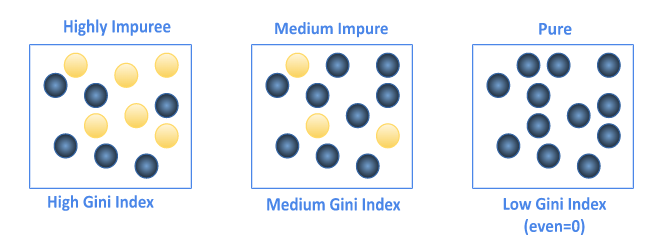 Highly Impuree
Medium Impure
Pure
High Gini Index
Medium Gini Index
Low Gini Index
(even=0)